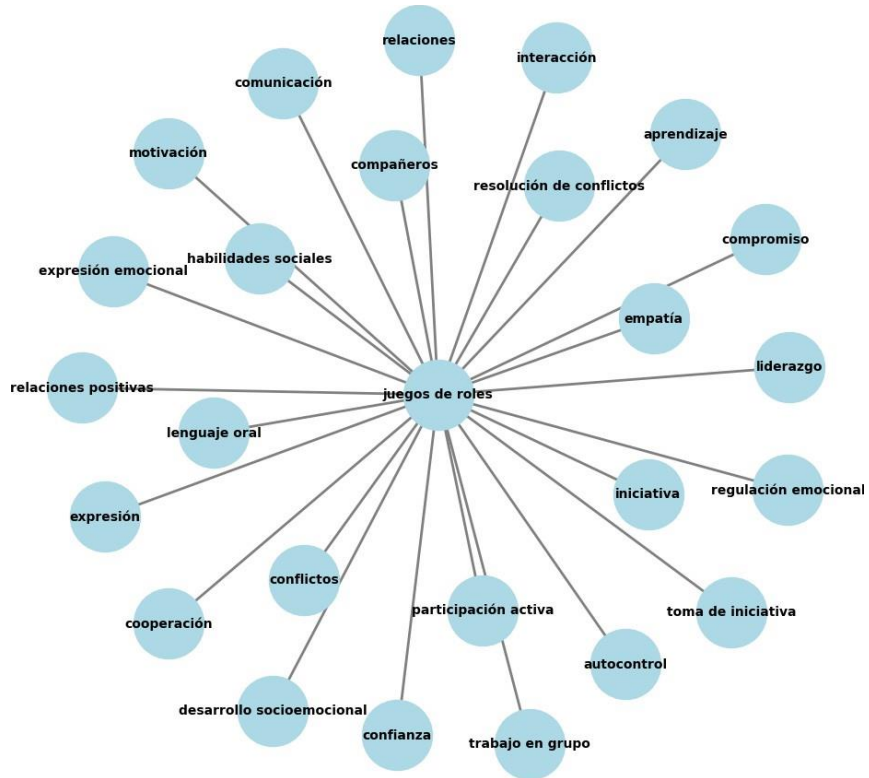 relaciones
interacción
comunicación
aprendizaje
motivación
compañeros
resolución de conflictos
compromiso
habilidades sociales
expresión emocional
empatía
liderazgo
relaciones positivas
juegos de roles
lenguaje oral
iniciativa
regulación emocional
expresión
conflictos
participación activa
toma de iniciativa
cooperación
autocontrol
desarrollo socioemocional
confianza
trabajo en grupo